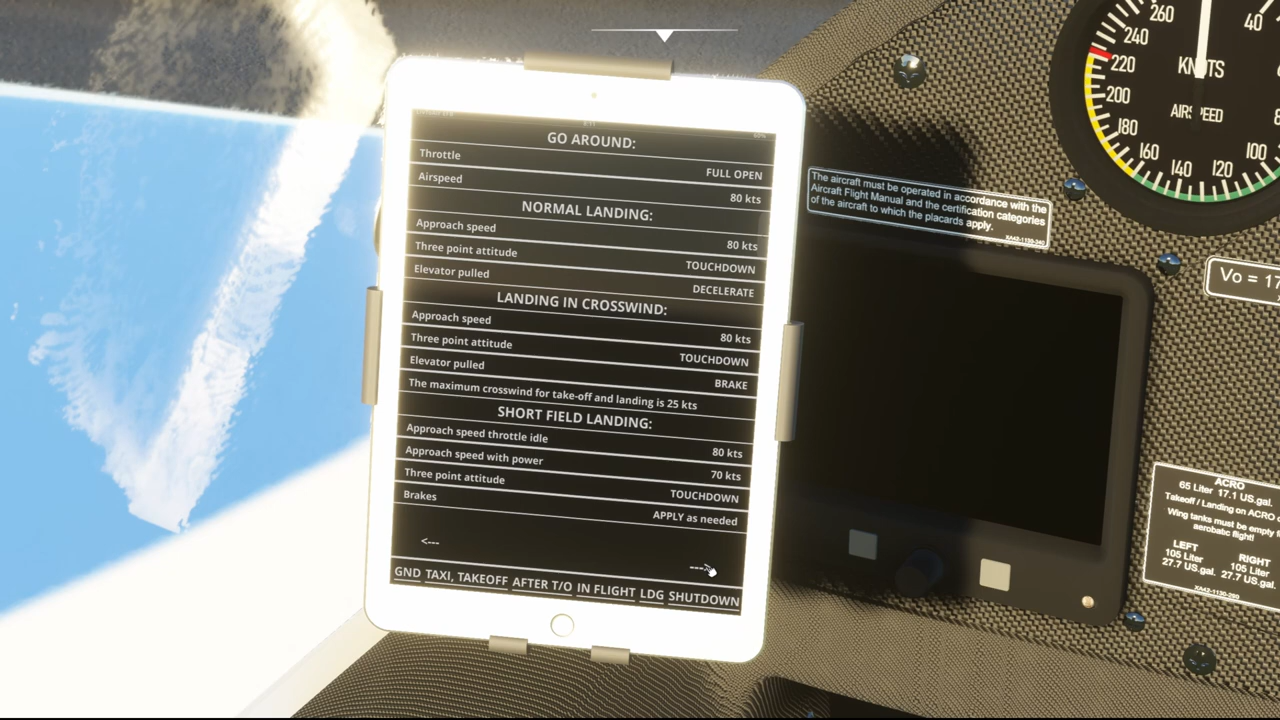 GO AROUND:
Throttle FULL OPEN
Airspeed 80 kts
NORMAL LANDING:
Approach speed 80 kts
Three point attitude TOUCHDOWN
Elevator pulled DECELERATE
LANDING IN CROSSWIND:
Approach speed 80 kts
Three point attitude TOUCHDOWN
Elevator pulled BRAKE
The maximum crosswind for take-off and landing is 25 kts
SHORT FIELD LANDING:
Approach speed throttle idle 80 kts
Approach speed with power 70 kts
Three point attitude TOUCHDOWN
Brakes APPLY as needed
<---
GND TAXI, TAKEOFF AFTER T/O IN FLIGHT LDG SHUTDOWN
The aircraft must be operated in accordance with the
Aircraft Flight Manual and the certification categories
of the aircraft to which the placards apply.
260
240
220
200
180
160
140
120
100
40
KNOTS
AIRSPEED
Vo = 17
ACRO
65 Liter 17.1 US.gal.
Takeoff / Landing on ACRO
Wing tanks must be empty
aerobatic flight!
LEFT RIGHT
105 Liter 105 Liter
27.7 US.gal. 27.7 US.gal.